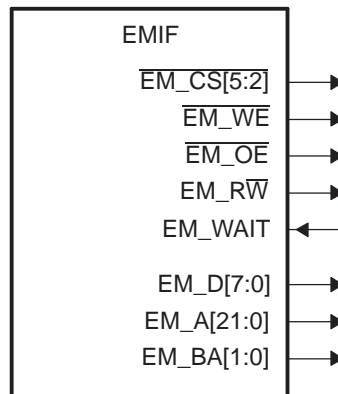 EMIF
EM_CS[5:2]
EM_WE
EM_OE
EM_RW
EM_WAIT
EM_D[7:0]
EM_A[21:0]
EM_BA[1:0]